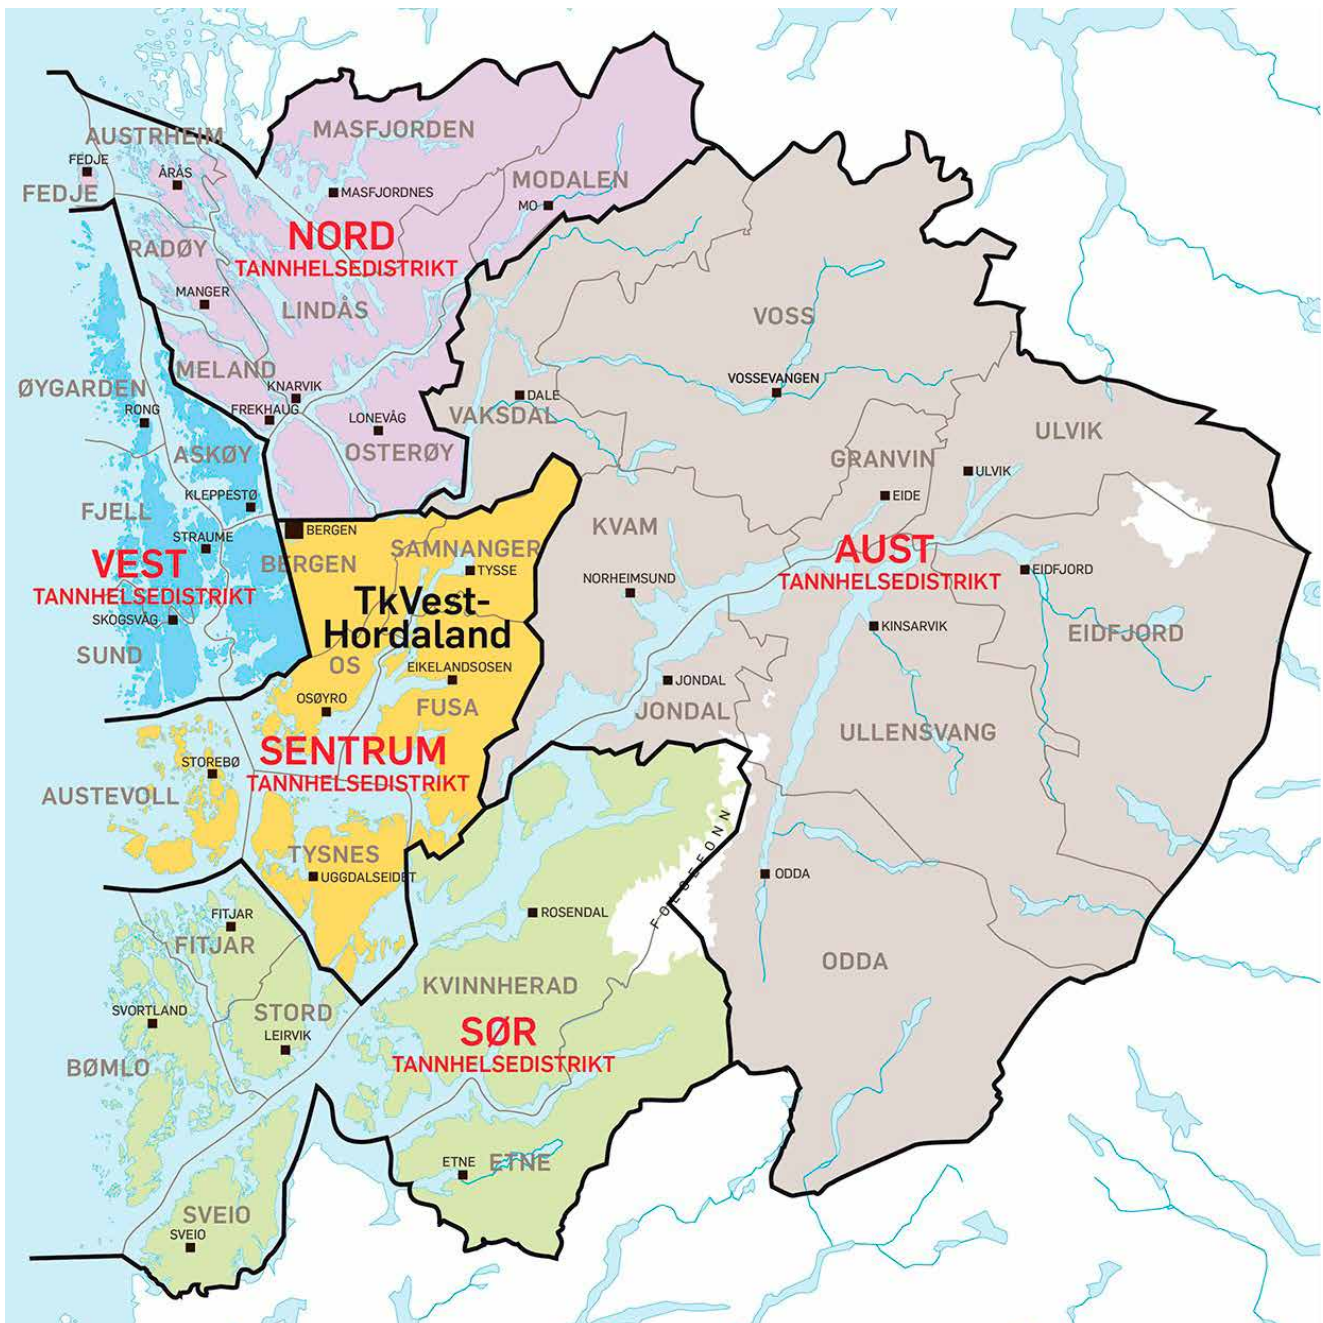 AUSTRHEIM
MASFJORDEN
FEDJE
ÅRÅS
FEDJE
MASFJORDNES
MODALEN
MO
NORD
TANNHELSEDISTRIKT
RADØY
MANGER
LINDÅS
VOSS
MELAND
KNARVIK
ØYGARDEN
RONG
FREKHAUG
LONEVÅG
DALE
VAKSDAL
VOSSEVANGEN
ASKØY
OSTERØY
ULVIK
GRANVIN
ULVIK
KLEPPESTØ
EIDE
FJELL
STRAUME
BERGEN
BERGEN
KVAM
SAMNANGER
TYSSE
AUST
TANNHELSEDISTRIKT
VEST
TANNHELSEDISTRIKT
NORHEIMSUND
EIDFJORD
TkVest-
Hordaland
SKOGSVÅG
KINSARVIK
EIDFJORD
SUND
OS
EIKELANDSOSEN
OSØYRO
FUSA
JONDAL
JONDAL
ULLENSVANG
SENTRUM
TANNHELSEDISTRIKT
STOREBØ
AUSTEVOLL
TYSNES
UGGDALSEIDET
FOLGEFONN
ODDA
FITJAR
FITJAR
ROSENDAL
ODDA
KVINNHERAD
SVORTLAND
STORD
LEIRVIK
SØR
TANNHELSEDISTRIKT
BØMLO
ETNE
ETNE
SVEIO
SVEIO